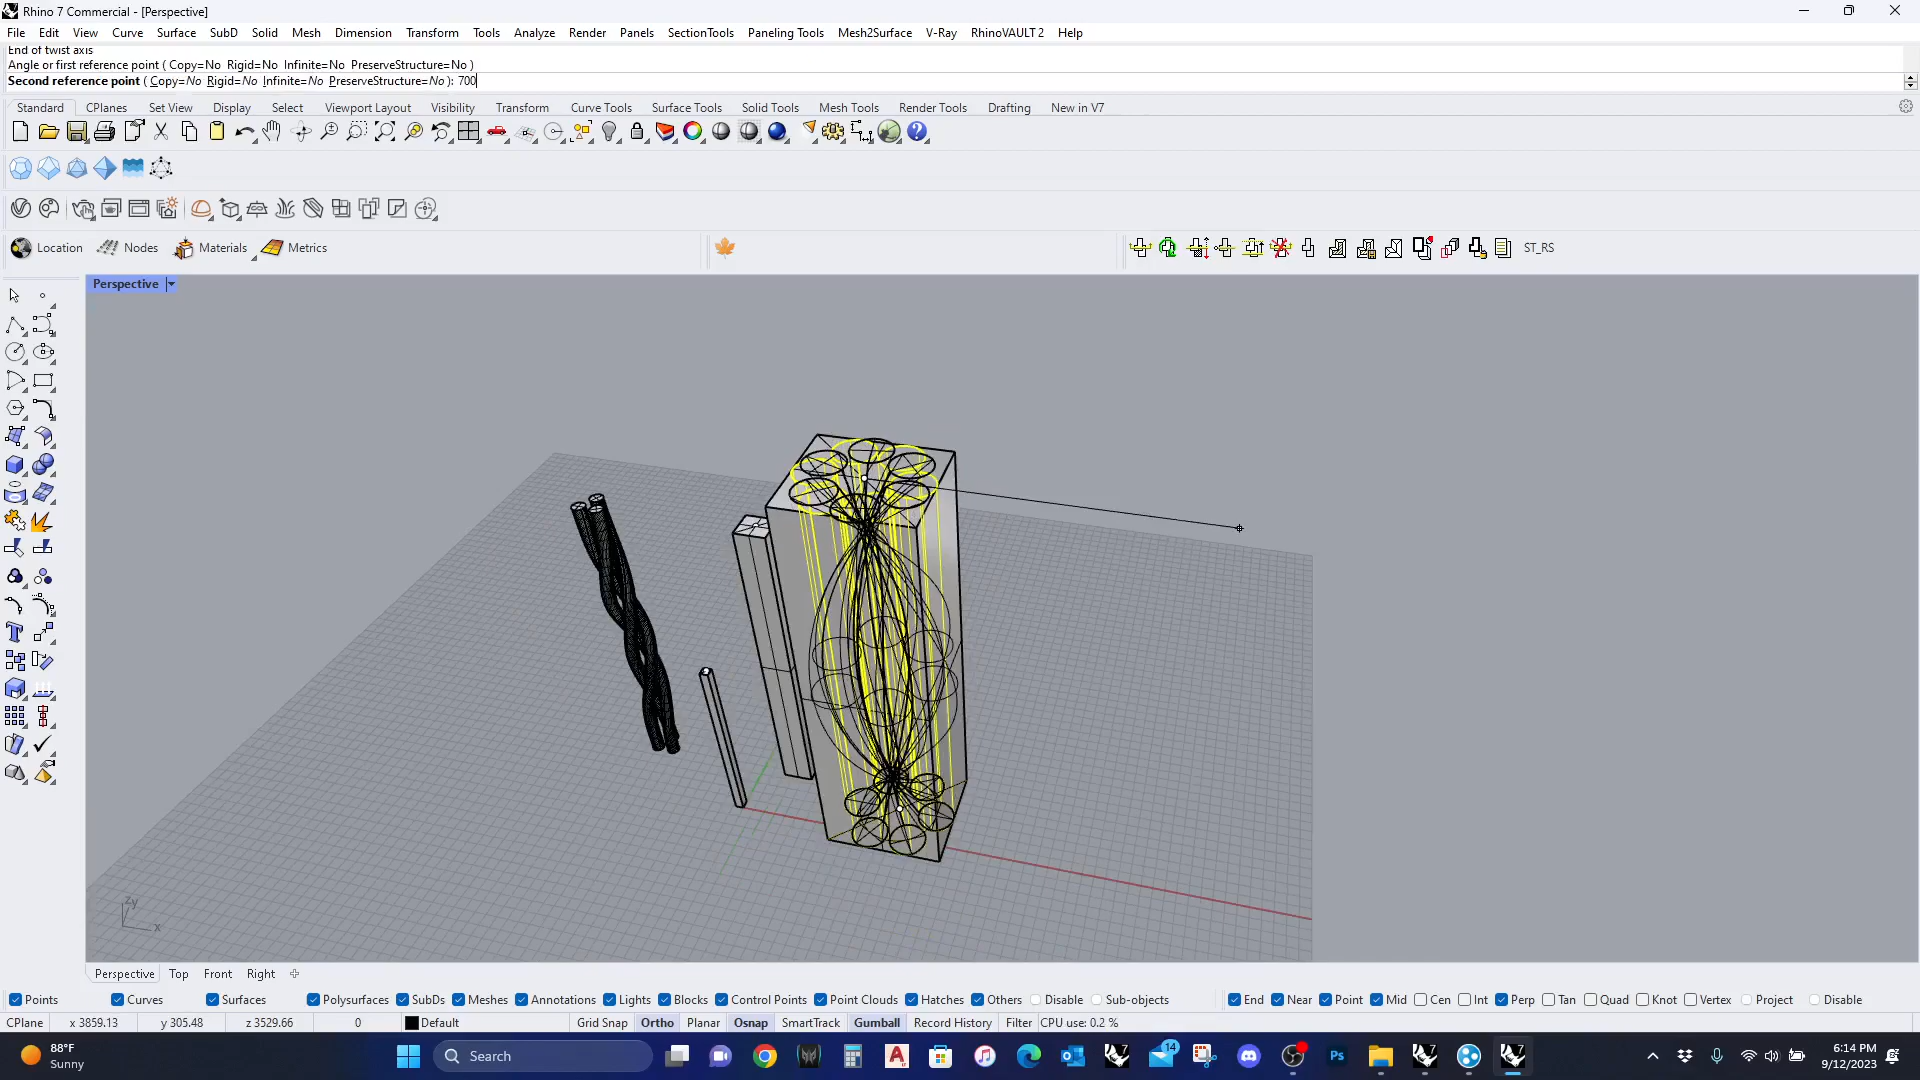 Rhino 7 Commercial - [Perspective]
File Edit View Curve Surface SubD Solid Mesh Dimension Transform Tools Analyze Render Panels SectionTools Paneling Tools Mesh2Surface V-Ray RhinoVAULT 2 Help
End of twist axis
Angle or first reference point ( Copy=No Rigid=No Infinite=No PreserveStructure=No )
Second reference point ( Copy=No Rigid=No Infinite=No PreserveStructure=No ): 700
Standard CPlanes Set View Display Select Viewport Layout Visibility Transform Curve Tools Surface Tools Solid Tools Mesh Tools Render Tools Drafting New in V7
Location Nodes Materials Metrics ST_RS
Perspective
zy
x
Perspective Top Front Right
Points Curves Surfaces Polysurfaces SubDs Meshes Annotations Lights Blocks Control Points Point Clouds Hatches Others Disable Sub-objects End Near Point Mid Cen Int Perp Tan Quad Knot Vertex Project Disable
CPlane x 3859.13 y 305.48 z 3529.66 0 Default Grid Snap Ortho Planar Osnap SmartTrack Gumball Record History Filter CPU use: 0.2 %
88°F
Sunny
Search
14
Ps
6:14 PM
9/12/2023